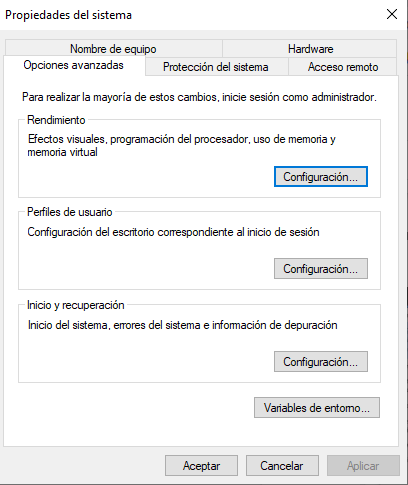 Propiedades del sistema
Nombre de equipo
Hardware
Opciones avanzadas
Protección del sistema
Acceso remoto
Para realizar la mayoría de estos cambios, inicie sesión como administrador.
Rendimiento
Efectos visuales, programación del procesador, uso de memoria y
memoria virtual
Configuración...
Perfiles de usuario
Configuración del escritorio correspondiente al inicio de sesión
Configuración...
Inicio y recuperación
Inicio del sistema, errores del sistema e información de depuración
Configuración...
Variables de entorno...
Aceptar
Cancelar
Aplicar